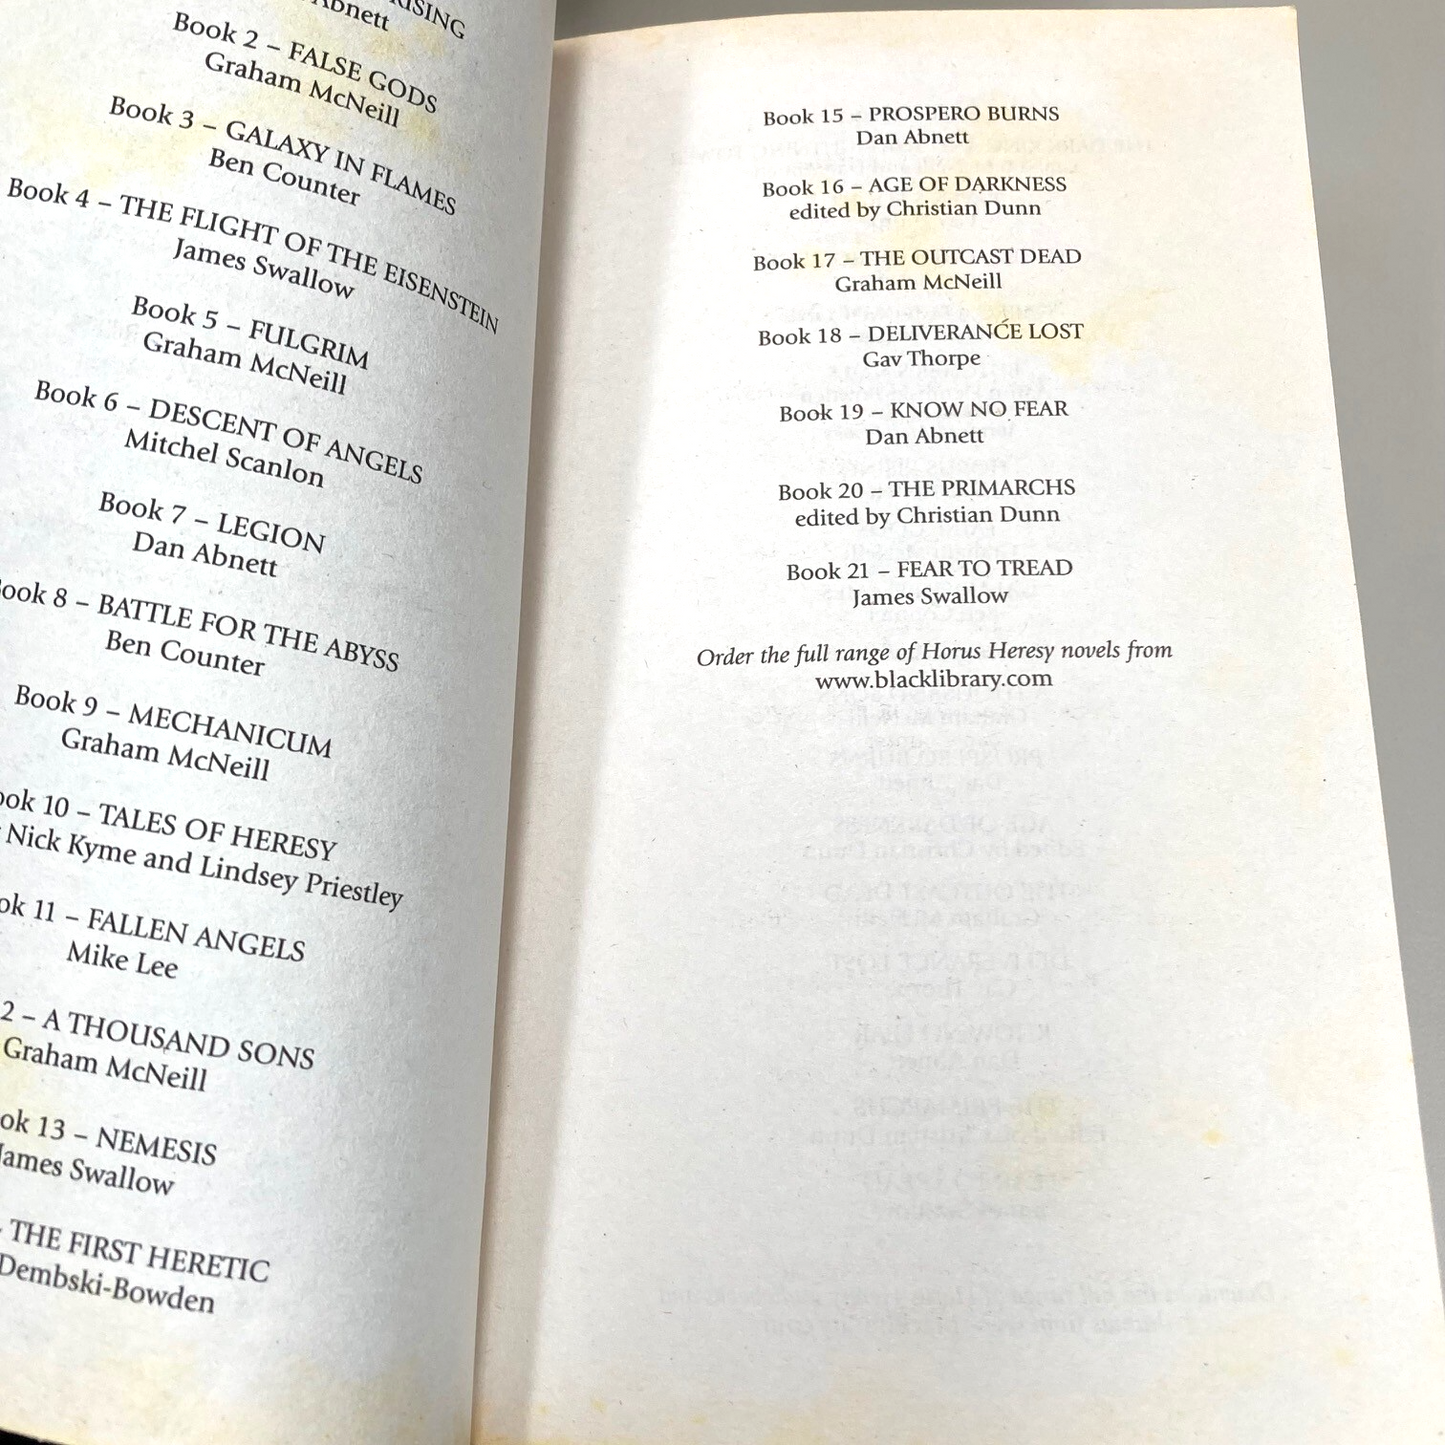 RISING
Abnett
Book 2 – FALSE GODS
Graham McNeill
Book 3 – GALAXY IN FLAMES
Ben Counter
Book 4 – THE FLIGHT OF THE EISENSTEIN
James Swallow
Book 5 – FULGRIM
Graham McNeill
Book 6 – DESCENT OF ANGELS
Mitchel Scanlon
Book 7 – LEGION
Dan Abnett
ook 8 – BATTLE FOR THE ABYSS
Ben Counter
Book 9 – MECHANICUM
Graham McNeill
ook 10 – TALES OF HERESY
Nick Kyme and Lindsey Priestley
ok 11 – FALLEN ANGELS
Mike Lee
2 – A THOUSAND SONS
Graham McNeill
ok 13 – NEMESIS
James Swallow
– THE FIRST HERETIC
Dembski-Bowden
Book 15 – PROSPERO BURNS
Dan Abnett
Book 16 – AGE OF DARKNESS
edited by Christian Dunn
Book 17 – THE OUTCAST DEAD
Graham McNeill
Book 18 – DELIVERANCE LOST
Gav Thorpe
Book 19 – KNOW NO FEAR
Dan Abnett
Book 20 – THE PRIMARCHS
edited by Christian Dunn
Book 21 – FEAR TO TREAD
James Swallow
Order the full range of Horus Heresy novels from
www.blacklibrary.com